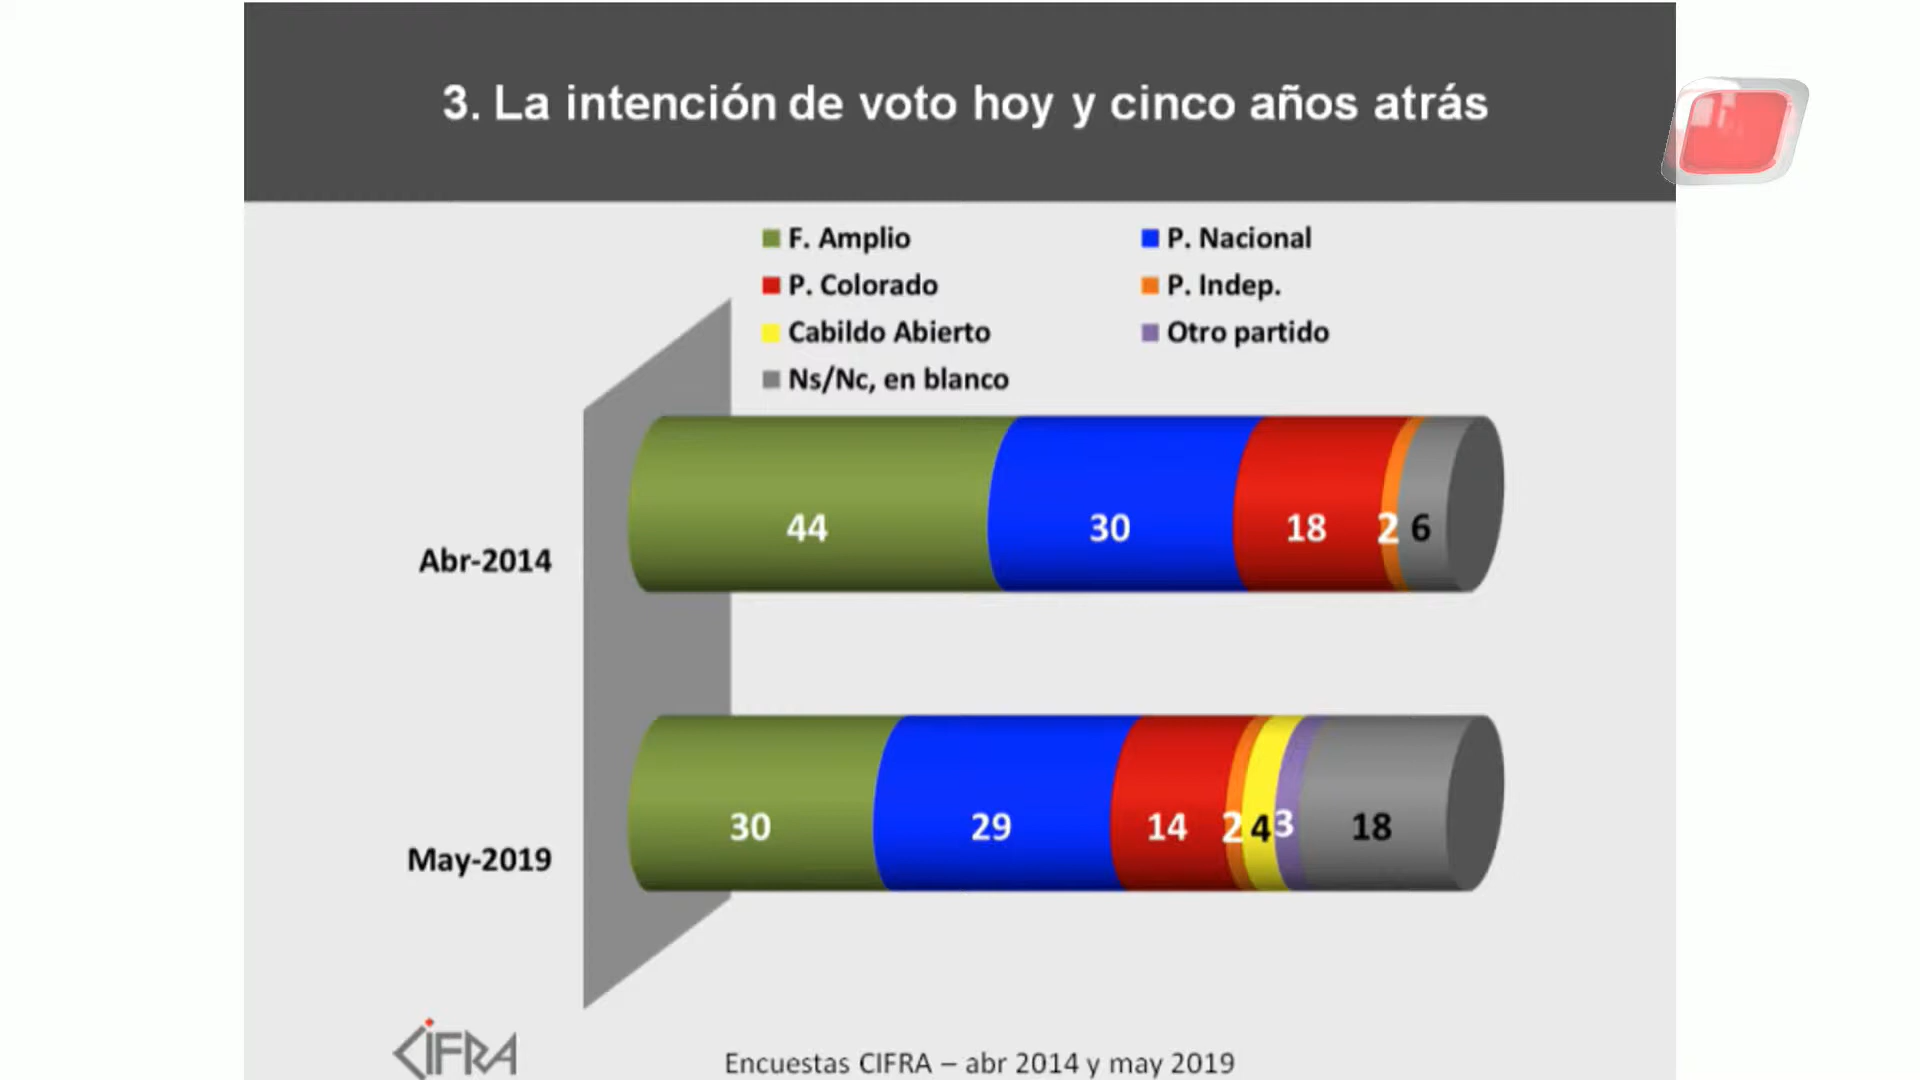 3. La intención de voto hoy y cinco años atrás
F. Amplio
P. Nacional
P. Colorado
P. Indep.
Cabildo Abierto
Otro partido
Ns/Nc, en blanco
Abr-2014
44
30
18
2
6
May-2019
30
29
14
2
4
3
18
CIFRA
Encuestas CIFRA – abr 2014 y may 2019